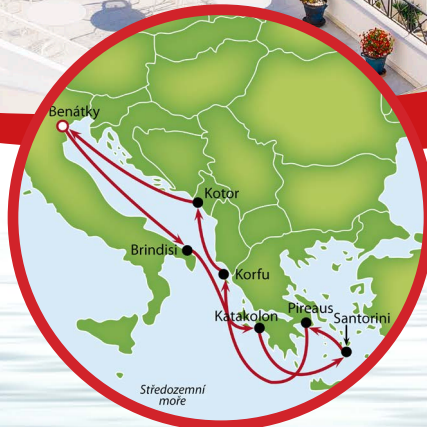 Benátky
Kotor
Brindisi
Korfu
Katakolon
Pireaus
Santorini
Středozemní
moře